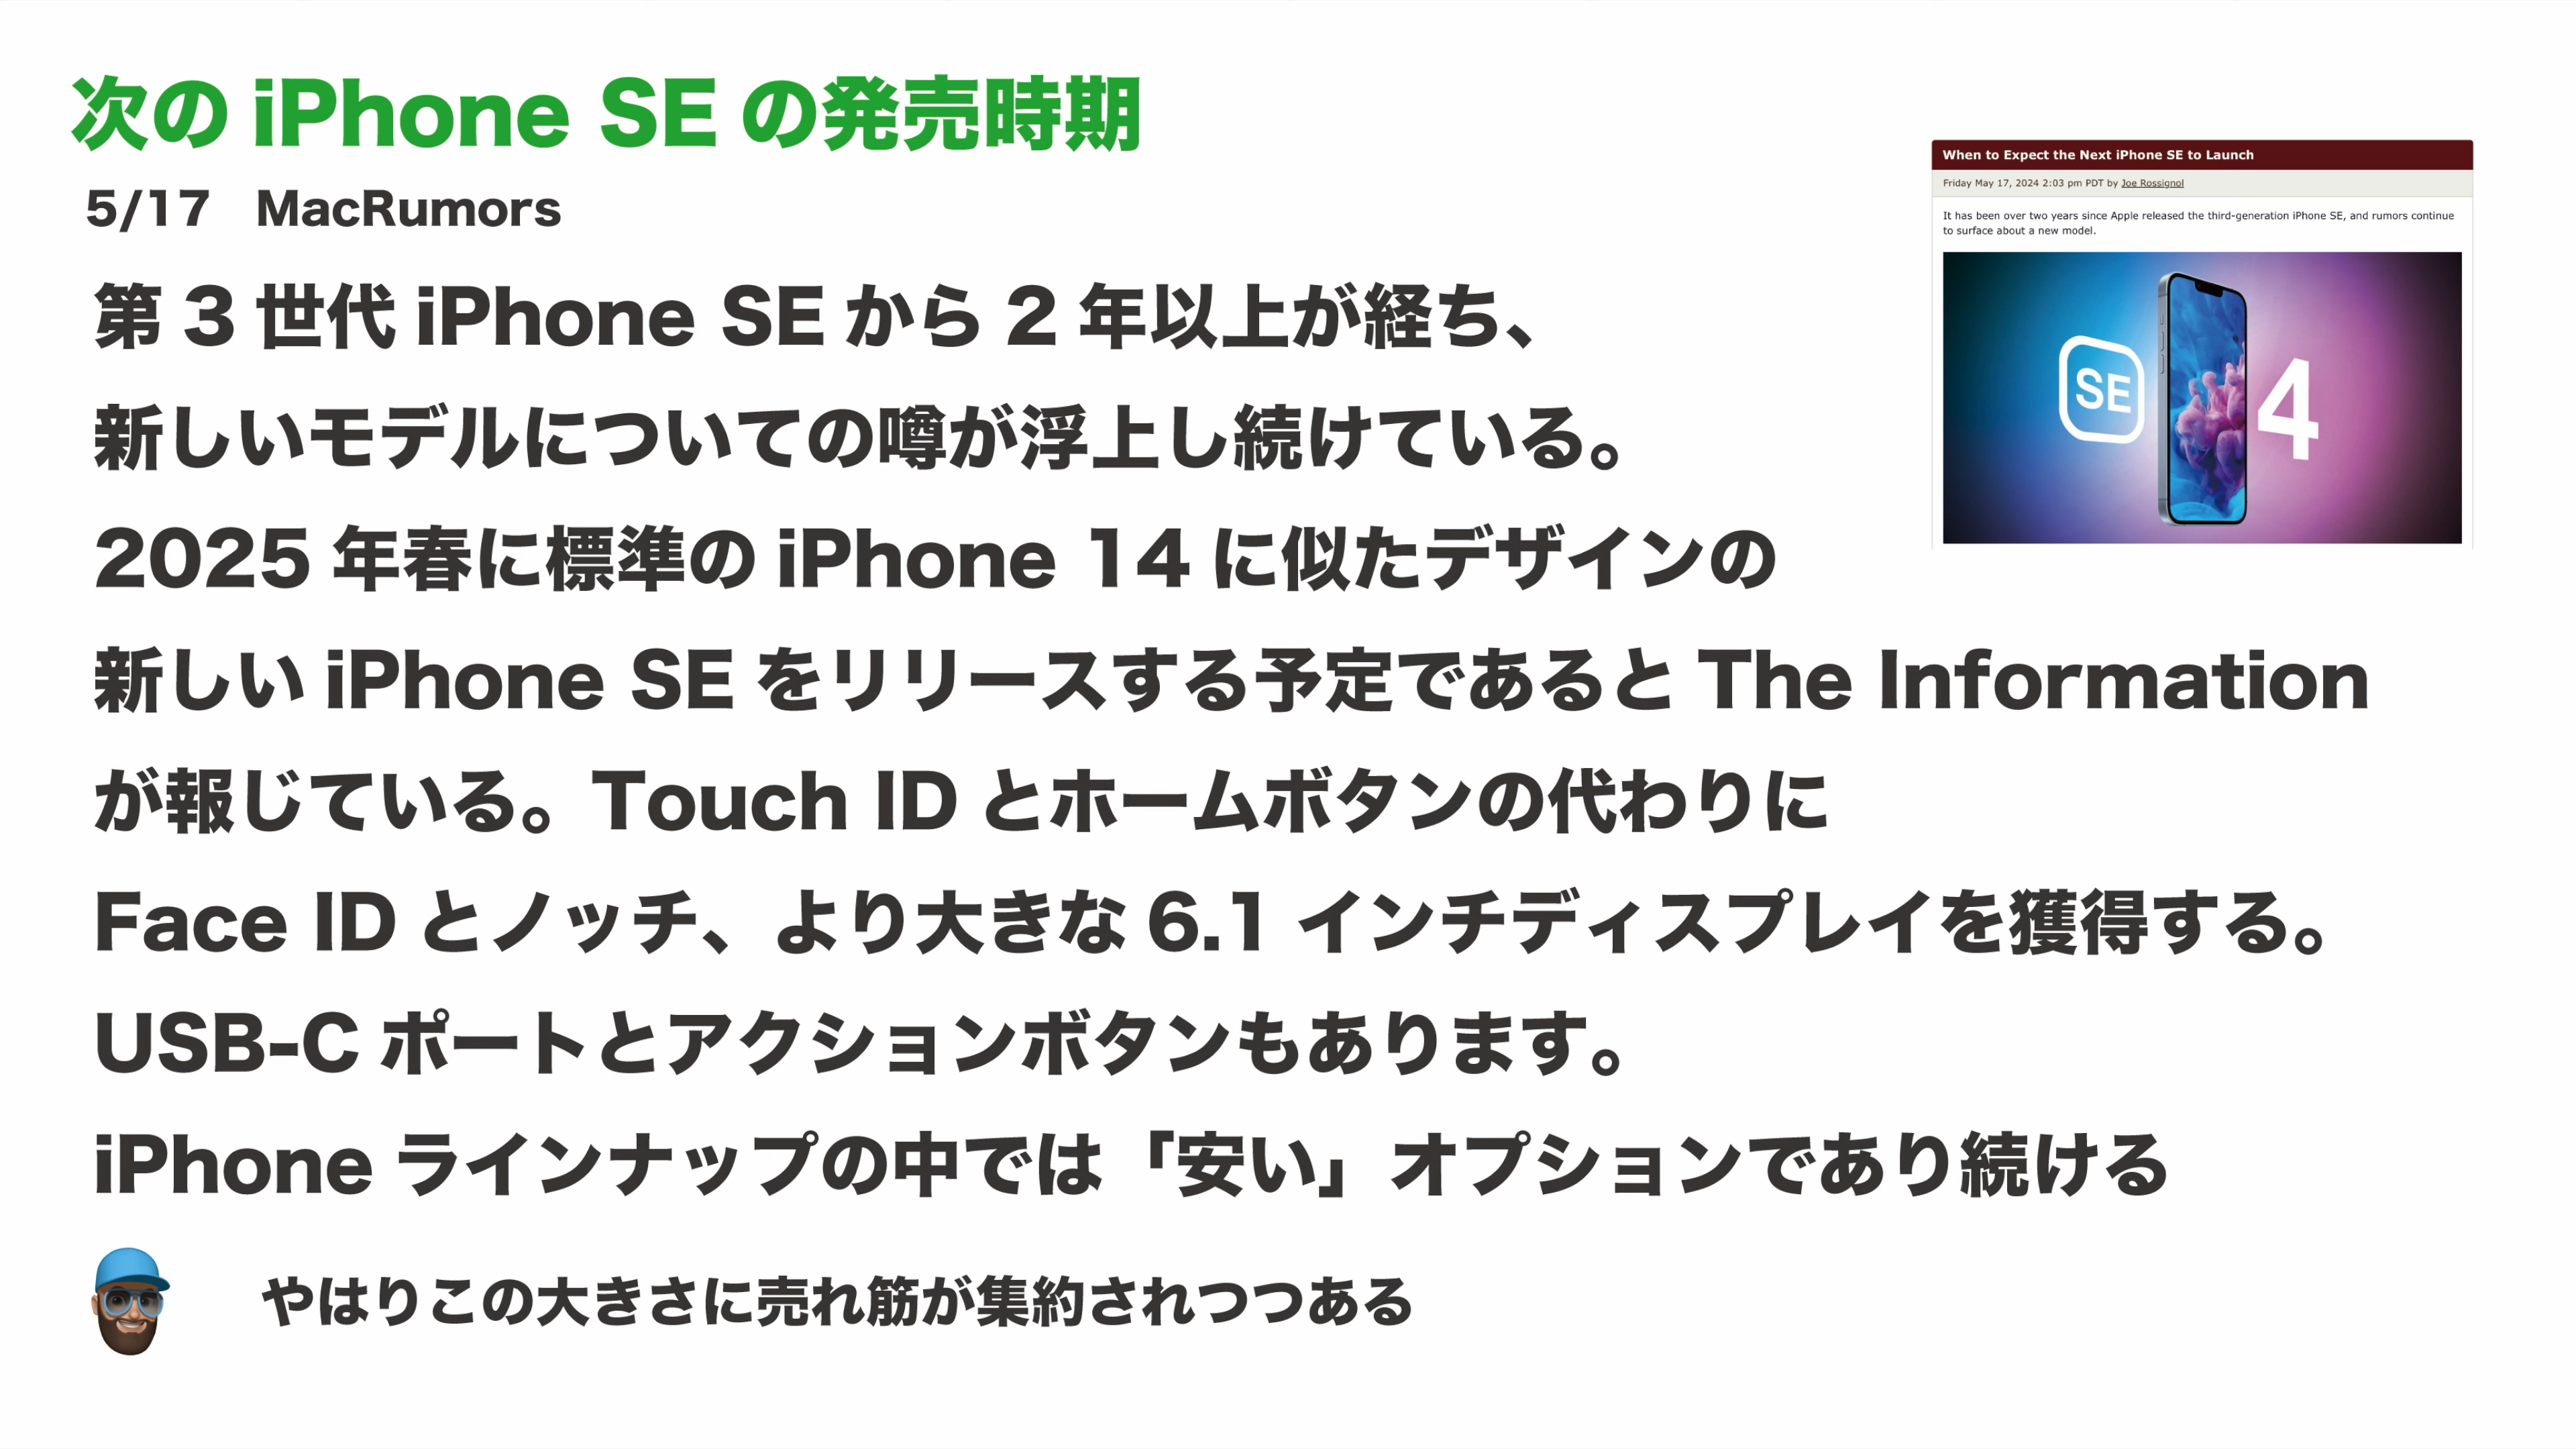 次の iPhone SE の発売時期
5/17 MacRumors
When to Expect the Next iPhone SE to Launch
Friday May 17, 2024 2:03 pm PDT by Joe Rossignol
It has been over two years since Apple released the third-generation iPhone SE, and rumors continue
to surface about a new model.
SE 4
第 3 世代 iPhone SE から 2 年以上が経ち、
新しいモデルについての噂が浮上し続けている。
2025 年春に標準の iPhone 14 に似たデザインの
新しい iPhone SE をリリースする予定であると The Information
が報じている。Touch ID とホームボタンの代わりに
Face ID とノッチ、より大きな 6.1 インチディスプレイを獲得する。
USB-C ポートとアクションボタンもあります。
iPhone ラインナップの中では「安い」オプションであり続ける
やはりこの大きさに売れ筋が集約されつつある